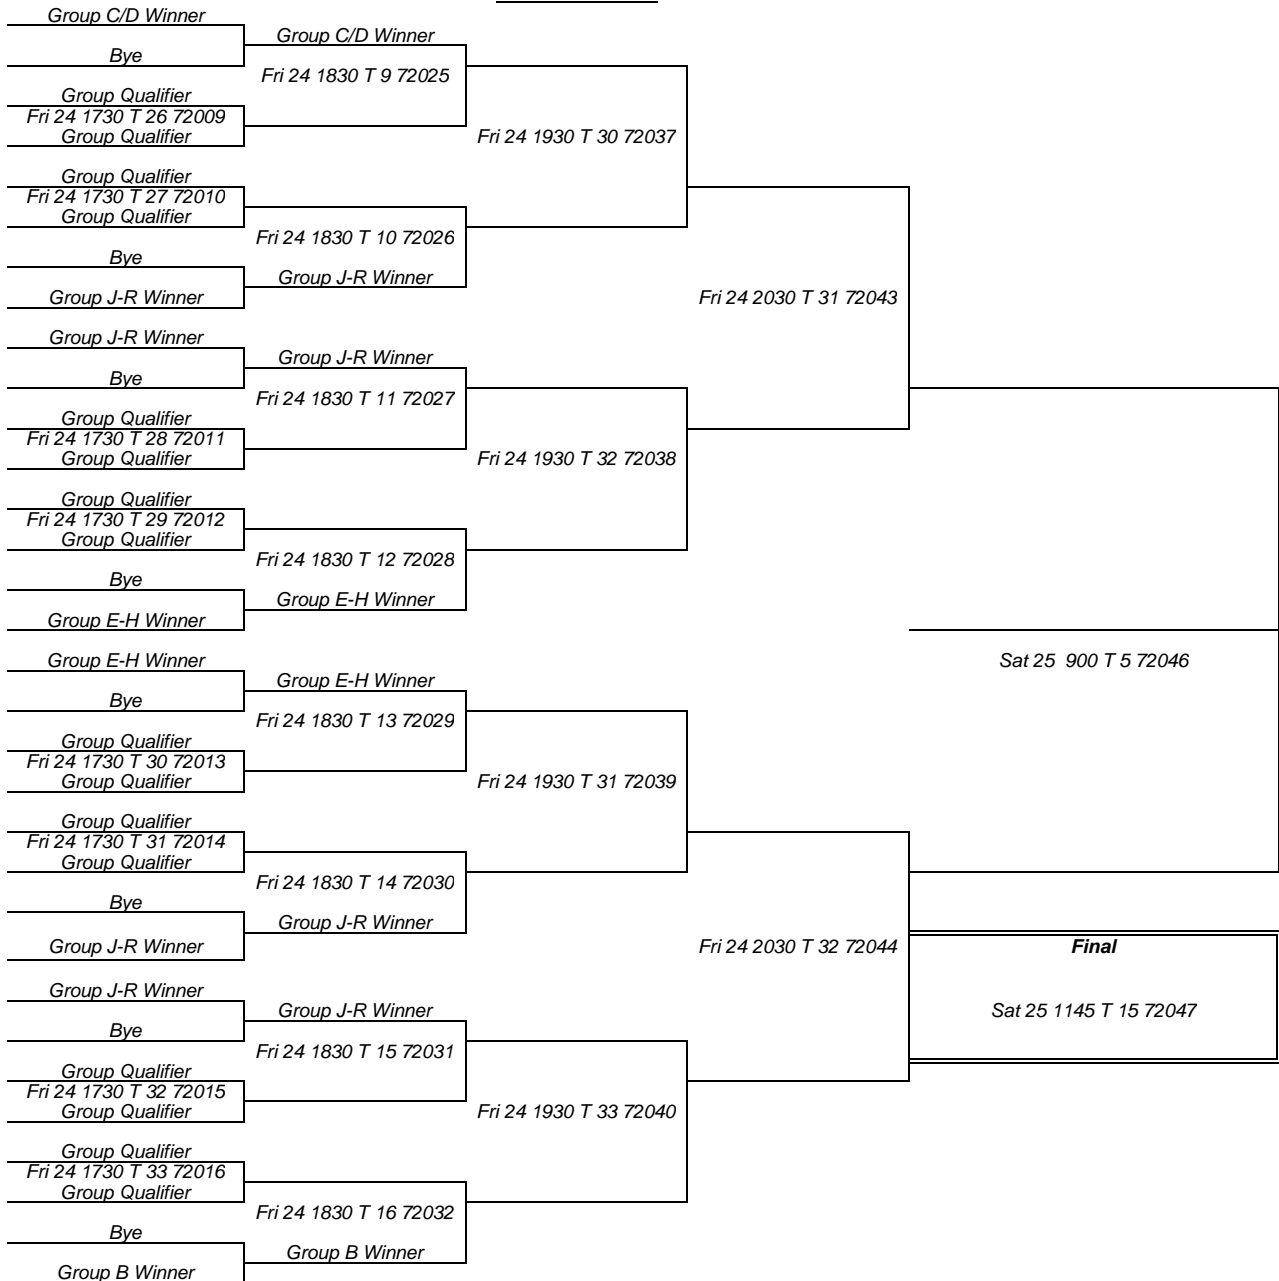 Group C/D Winner
Group C/D Winner
Bye
Fri 24 1830 T 9 72025
Group Qualifier
Fri 24 1730 T 26 72009
Group Qualifier
Fri 24 1930 T 30 72037
Group Qualifier
Fri 24 1730 T 27 72010
Group Qualifier
Fri 24 1830 T 10 72026
Bye
Group J-R Winner
Group J-R Winner
Fri 24 2030 T 31 72043
Group J-R Winner
Group J-R Winner
Bye
Fri 24 1830 T 11 72027
Group Qualifier
Fri 24 1730 T 28 72011
Group Qualifier
Fri 24 1930 T 32 72038
Group Qualifier
Fri 24 1730 T 29 72012
Group Qualifier
Fri 24 1830 T 12 72028
Bye
Group E-H Winner
Group E-H Winner
Group E-H Winner
Sat 25 900 T 5 72046
Group E-H Winner
Bye
Fri 24 1830 T 13 72029
Group Qualifier
Fri 24 1730 T 30 72013
Group Qualifier
Fri 24 1930 T 31 72039
Group Qualifier
Fri 24 1730 T 31 72014
Group Qualifier
Fri 24 1830 T 14 72030
Bye
Group J-R Winner
Group J-R Winner
Fri 24 2030 T 32 72044
Final
Group J-R Winner
Group J-R Winner
Sat 25 1145 T 15 72047
Bye
Fri 24 1830 T 15 72031
Group Qualifier
Fri 24 1730 T 32 72015
Group Qualifier
Fri 24 1930 T 33 72040
Group Qualifier
Fri 24 1730 T 33 72016
Group Qualifier
Fri 24 1830 T 16 72032
Bye
Group B Winner
Group B Winner